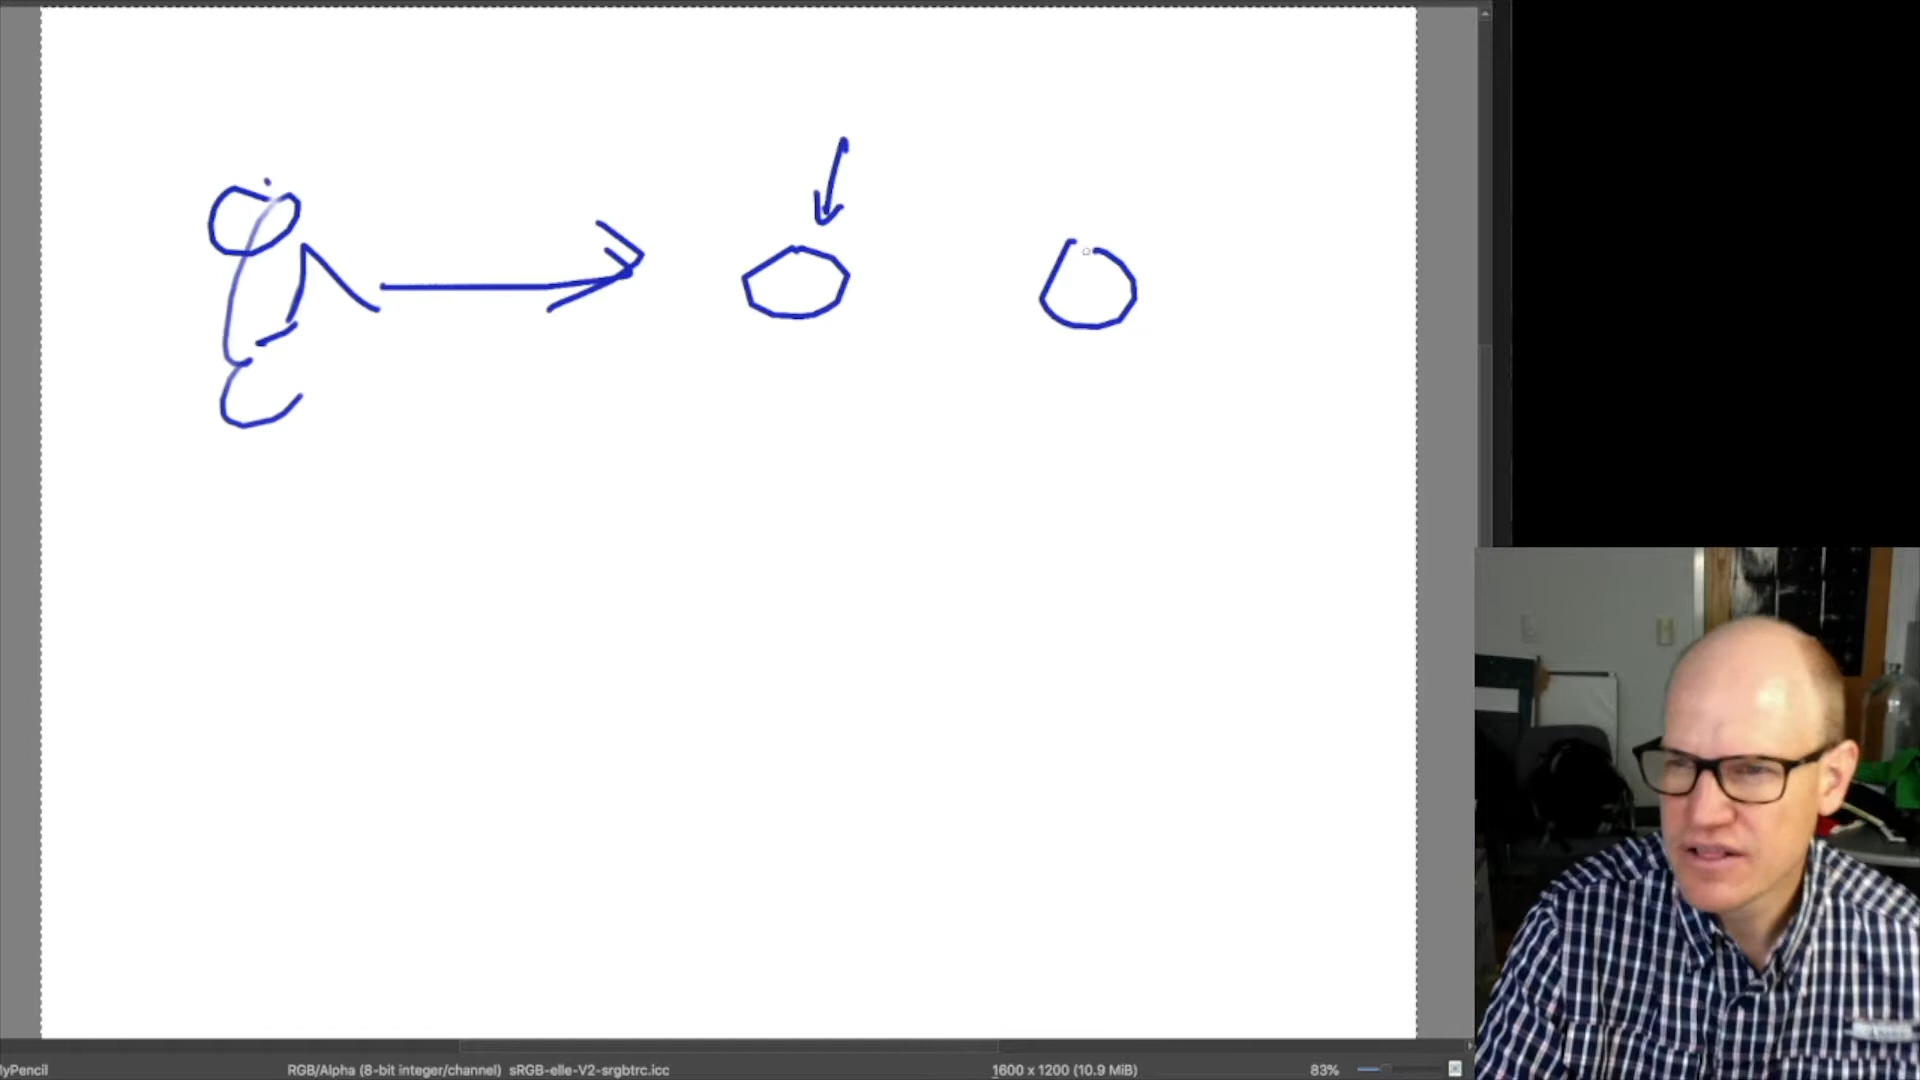 lyPencil
RGB/Alpha (8-bit integer/channel) sRGB-elle-V2-srgbtrc.icc
1600 x 1200 (10.9 MiB)
83%